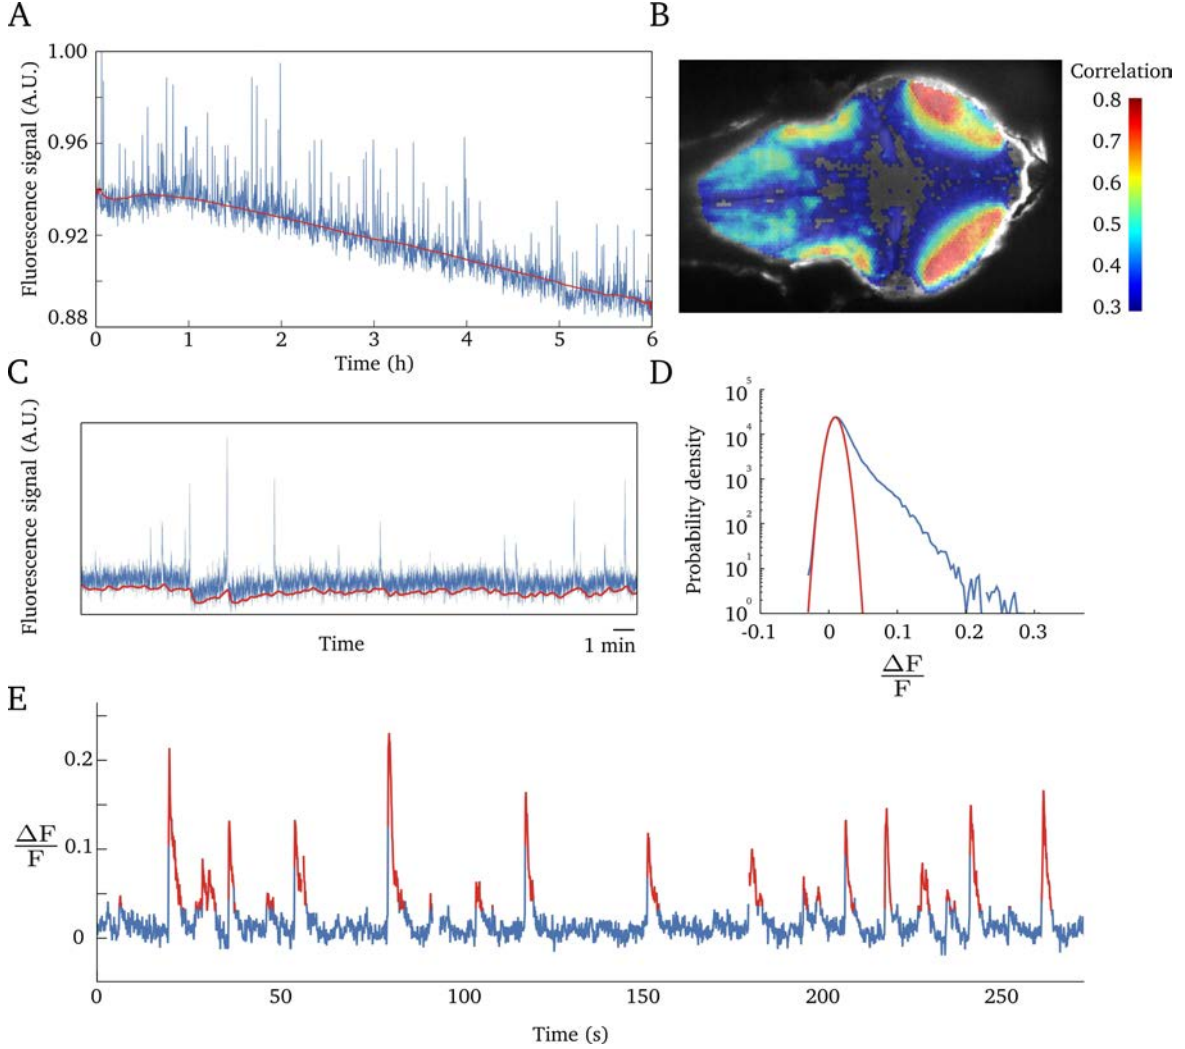 A
Fluorescence signal (A.U.)
1.00
0.96
0.92
0.88
0 1 2 3 4 5 6
Time (h)
B
Correlation
0.8
0.7
0.6
0.5
0.4
0.3
C
Fluorescence signal (A.U.)
Time
1 min
D
Probability density
10^5
10^4
10^3
10^2
10^1
10^0
-0.1 0 0.1 0.2 0.3
ΔF
F
E
ΔF
F
0.2
0.1
0
0 50 100 150 200 250
Time (s)